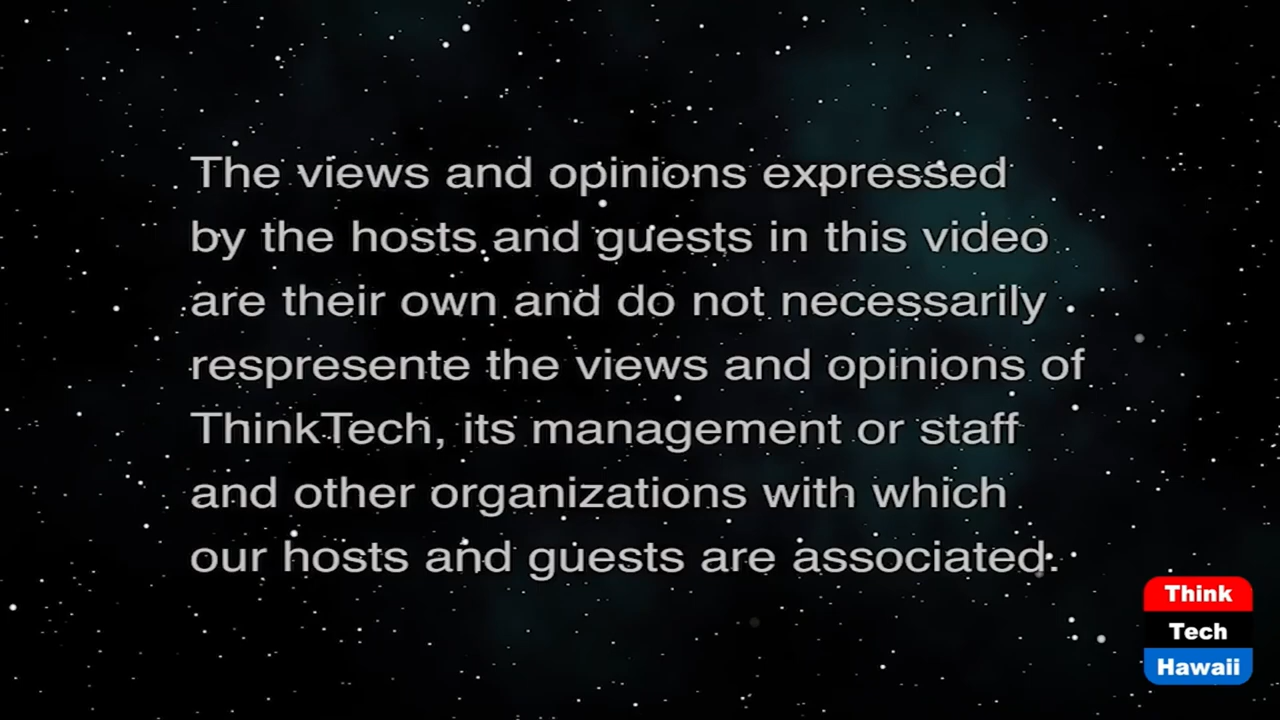 The views and opinions expressed
by the hosts and guests in this video
are their own and do not necessarily
respresente the views and opinions of
ThinkTech, its management or staff
and other organizations with which
our hosts and guests are associated.
Think
Tech
Hawaii